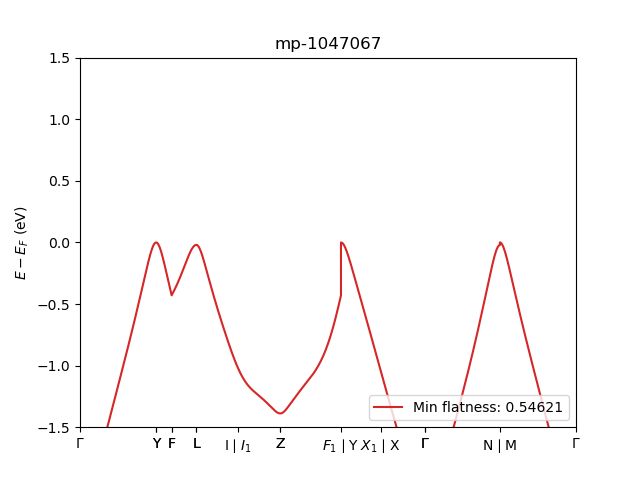 mp-1047067
E − E_F (eV)
1.5
1.0
0.5
0.0
−0.5
−1.0
−1.5
Min flatness: 0.54621
Γ Y F L I | I₁ Z F₁ | Y X₁ | X Γ N | M Γ